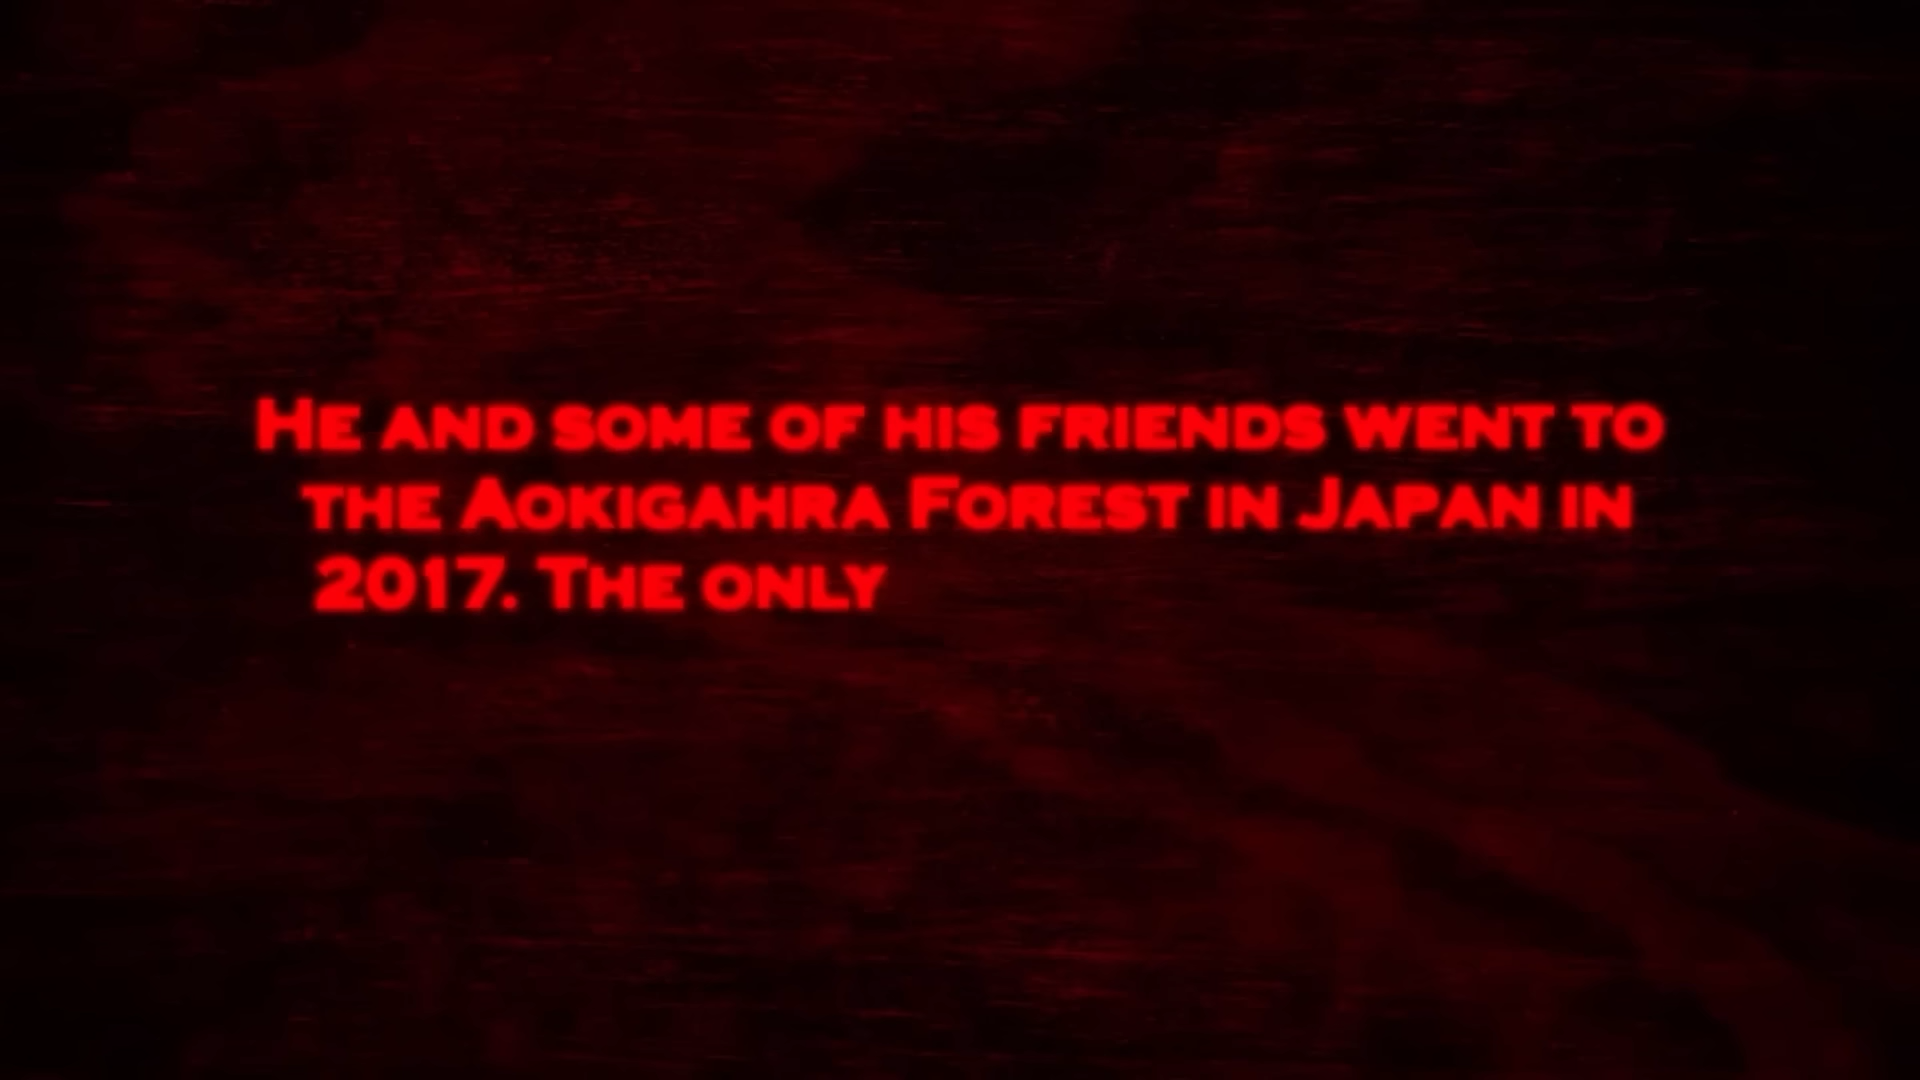 He and some of his friends went to
the Aokigahra Forest in Japan in
2017. The only